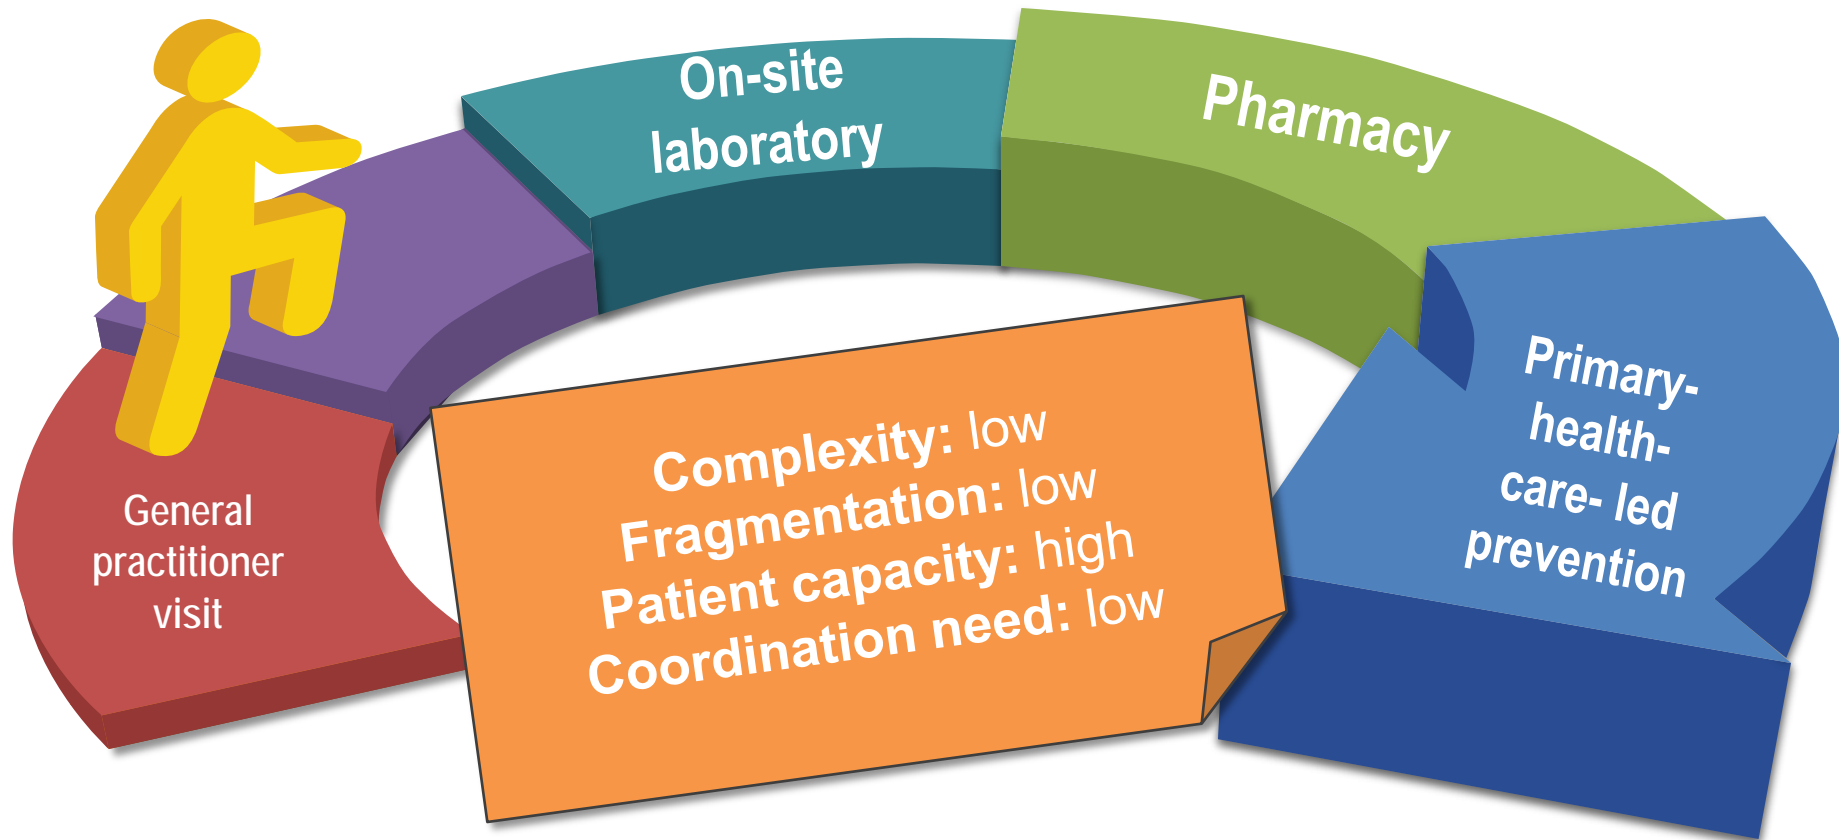 On-site
laboratory
Pharmacy
General
practitioner
visit
Complexity: low
Fragmentation: low
Patient capacity: high
Coordination need: low
Primary-
health-
care- led
prevention